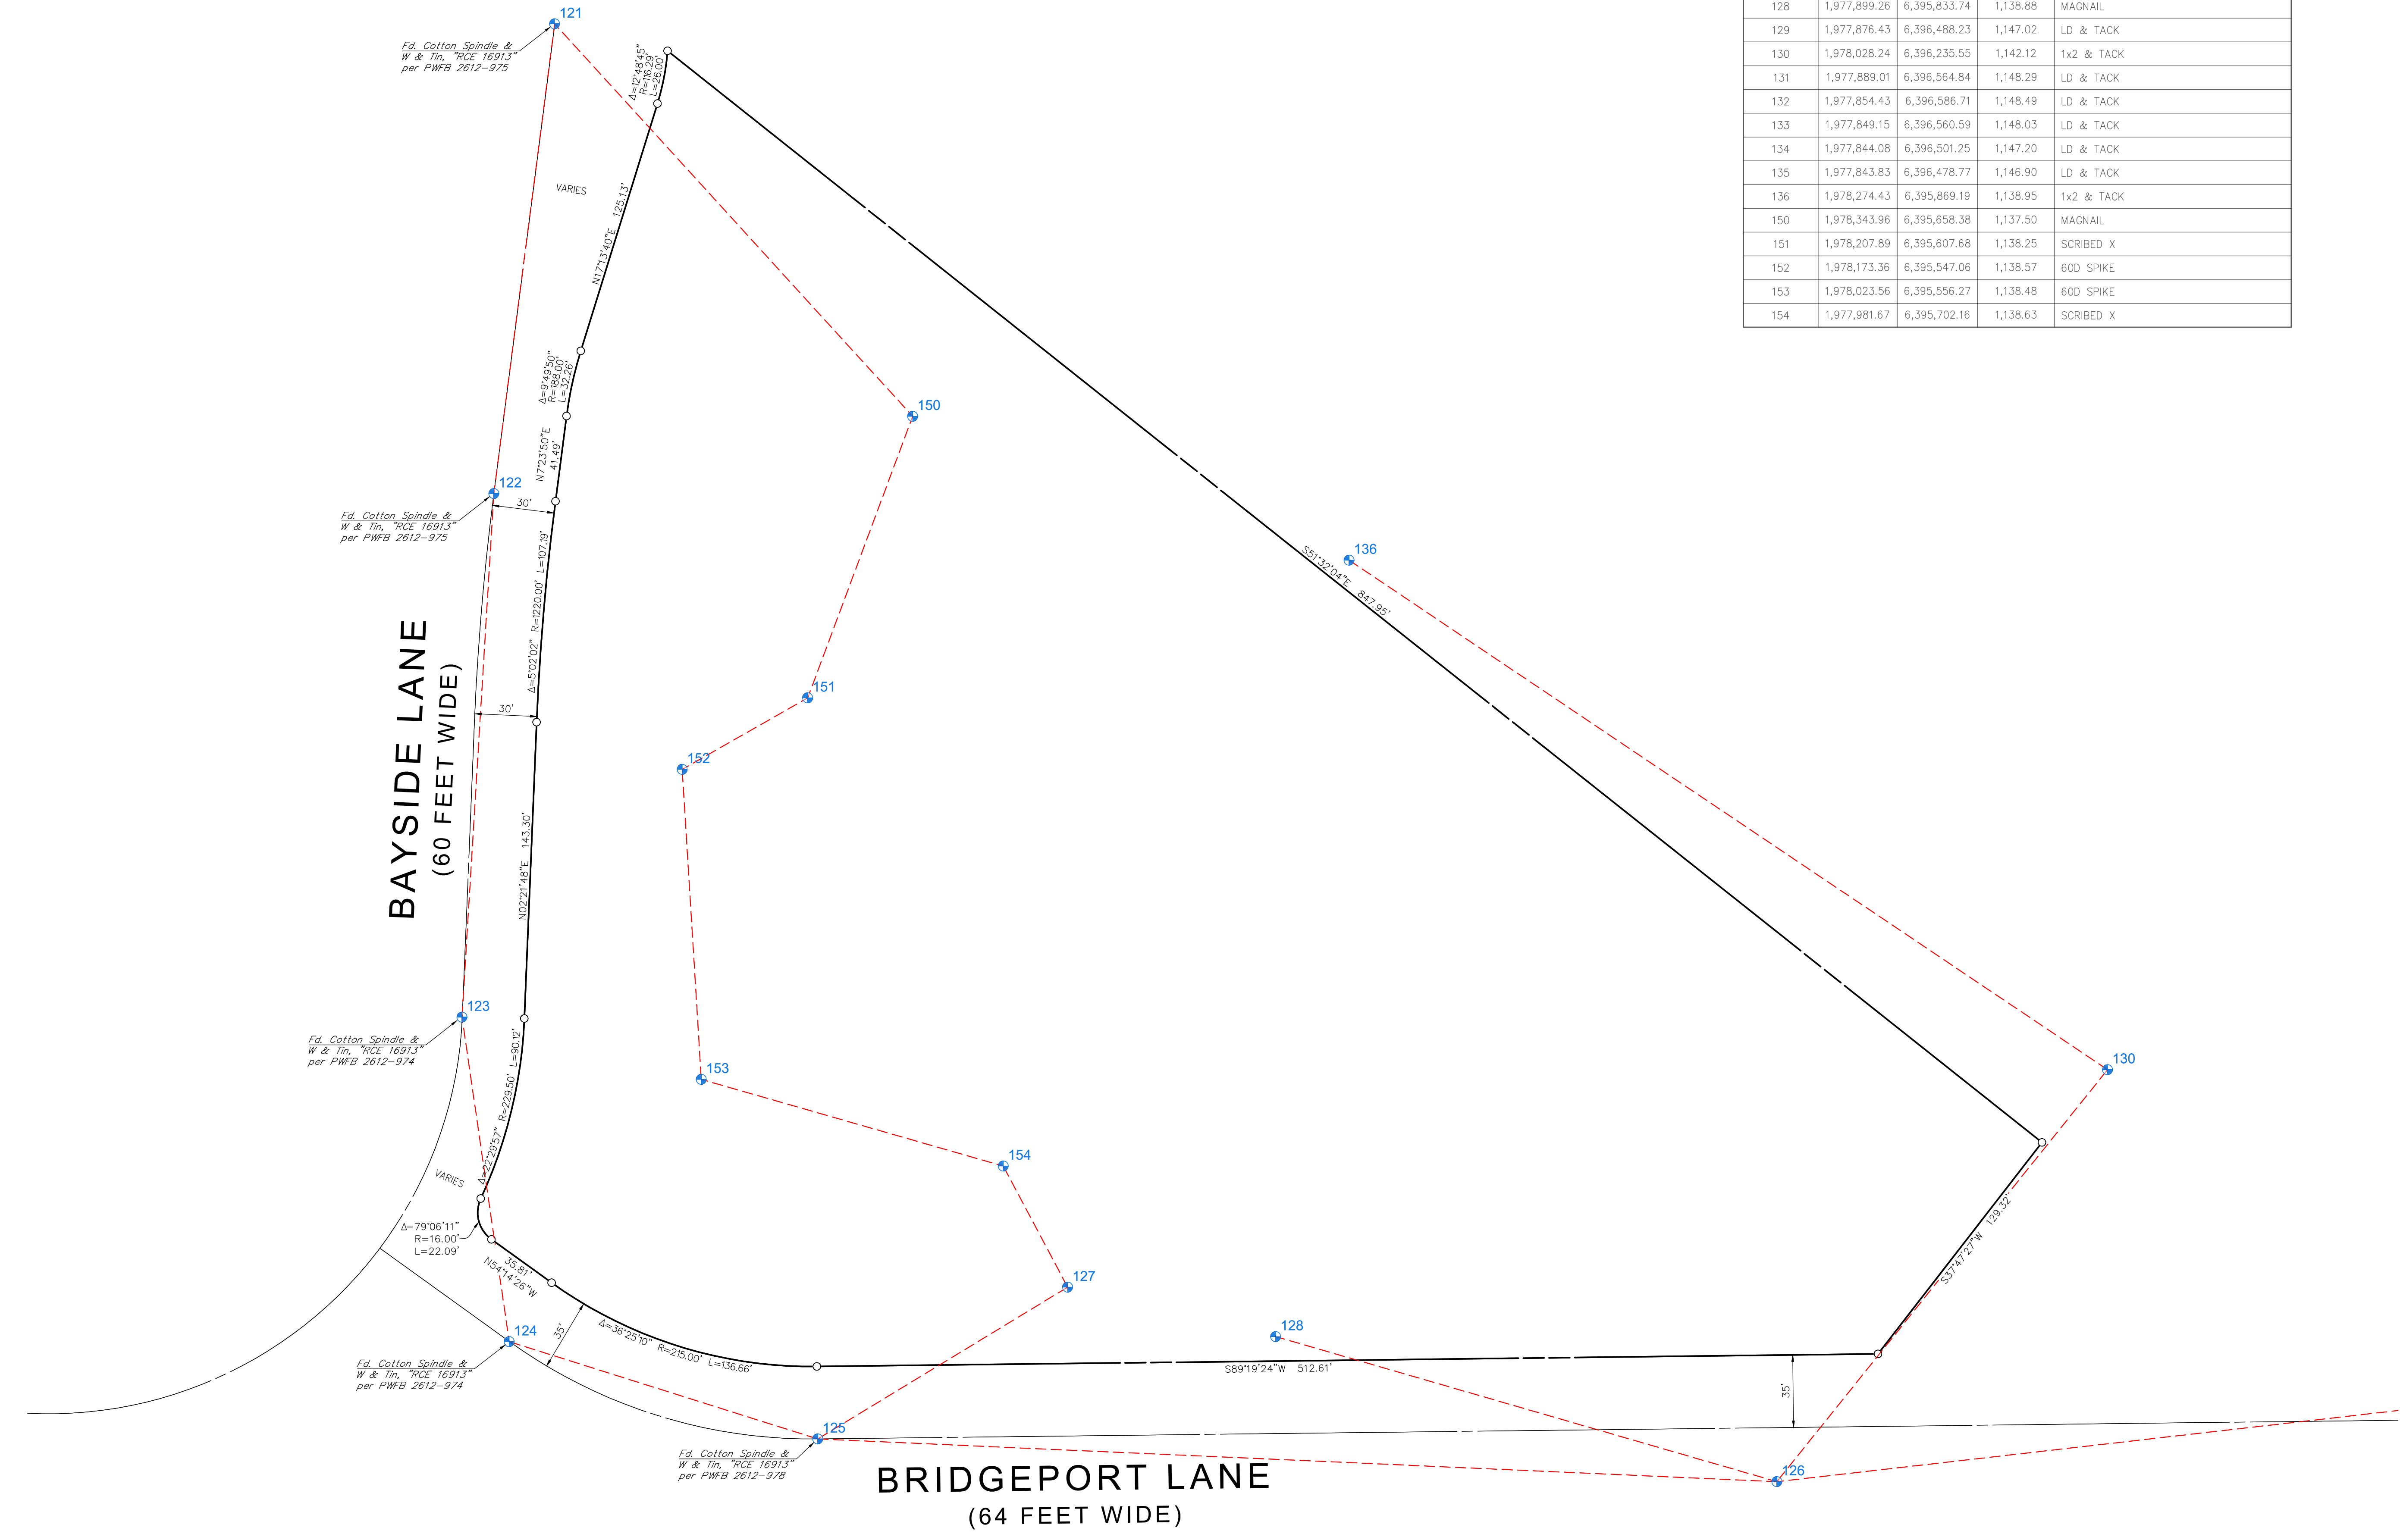 121
Fd. Cotton Spindle &
W & Tin, "RCE 16913"
per PWFB 2612-975
Δ=12°48'45"
R=116.29'
L=26.00'
128 1,977,899.26 6,395,833.74 1,138.88 MAGNAIL
129 1,977,876.43 6,396,488.23 1,147.02 LD & TACK
130 1,978,028.24 6,396,235.55 1,142.12 1x2 & TACK
131 1,977,889.01 6,396,564.84 1,148.29 LD & TACK
132 1,977,854.43 6,396,586.71 1,148.49 LD & TACK
133 1,977,849.15 6,396,560.59 1,148.03 LD & TACK
134 1,977,844.08 6,396,501.25 1,147.20 LD & TACK
135 1,977,843.83 6,396,478.77 1,146.90 LD & TACK
136 1,978,274.43 6,395,869.19 1,138.95 1x2 & TACK
150 1,978,343.96 6,395,658.38 1,137.50 MAGNAIL
151 1,978,207.89 6,395,607.68 1,138.25 SCRIBED X
152 1,978,173.36 6,395,547.06 1,138.57 60D SPIKE
153 1,978,023.56 6,395,556.27 1,138.48 60D SPIKE
154 1,977,981.67 6,395,702.16 1,138.63 SCRIBED X
VARIES
N17°13'40"E 125.13'
Δ=9°49'50"
R=188.00'
L=32.26'
150
N7°23'50"E
41.49'
122
30'
Fd. Cotton Spindle &
W & Tin, "RCE 16913"
per PWFB 2612-975
Δ=5°02'02" R=1220.00' L=107.19'
136
S51°32'04"E 847.95'
BAYSIDE LANE
(60 FEET WIDE)
30'
151
152
N02°21'48"E 143.30'
123
Fd. Cotton Spindle &
W & Tin, "RCE 16913"
per PWFB 2612-974
Δ=22°29'57" R=229.50' L=90.12'
153
130
154
VARIES
Δ=79°06'11"
R=16.00'
L=22.09'
35.81'
N54°14'26"W
S37°47'27"W 129.32'
127
124
35'
Δ=36°25'10" R=215.00' L=136.66'
128
Fd. Cotton Spindle &
W & Tin, "RCE 16913"
per PWFB 2612-974
S89°19'24"W 512.61'
35'
125
Fd. Cotton Spindle &
W & Tin, "RCE 16913"
per PWFB 2612-978
126
BRIDGEPORT LANE
(64 FEET WIDE)